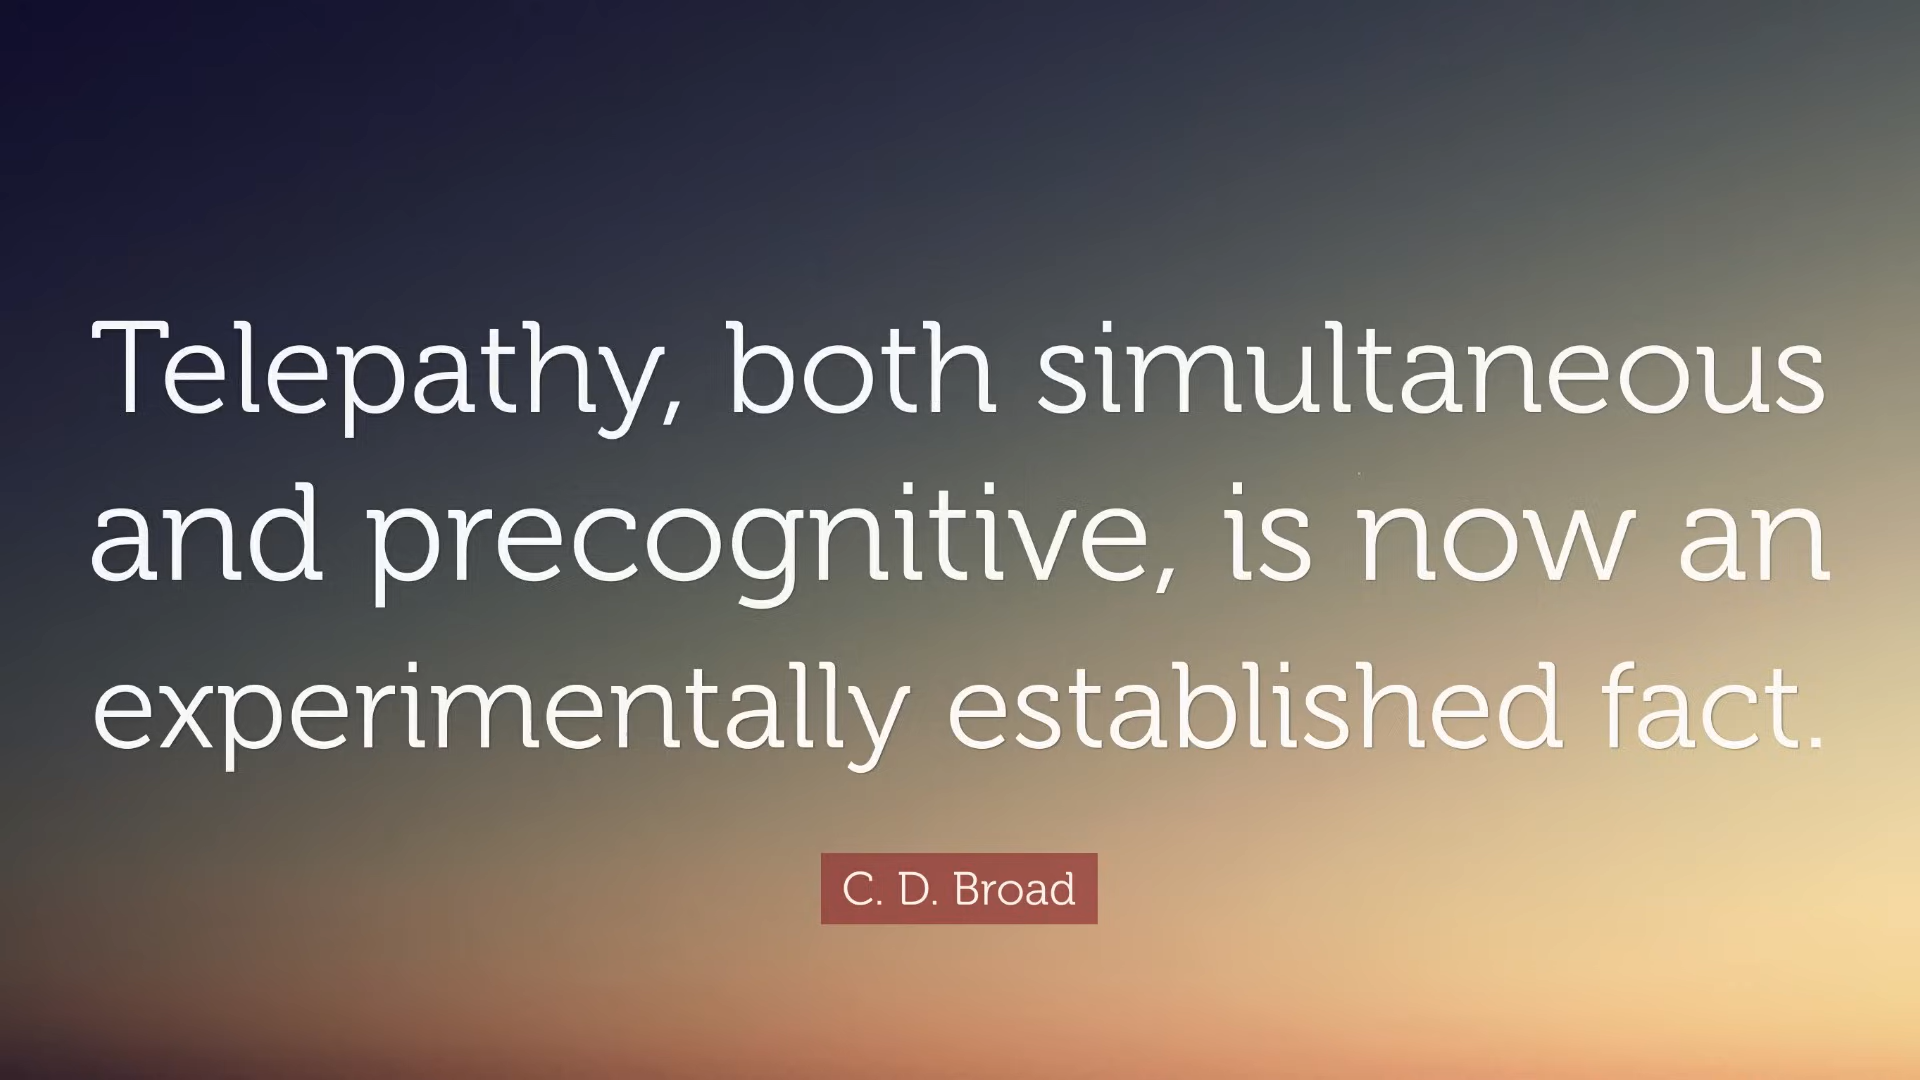 Telepathy, both simultaneous
and precognitive, is now an
experimentally established fact.
C. D. Broad